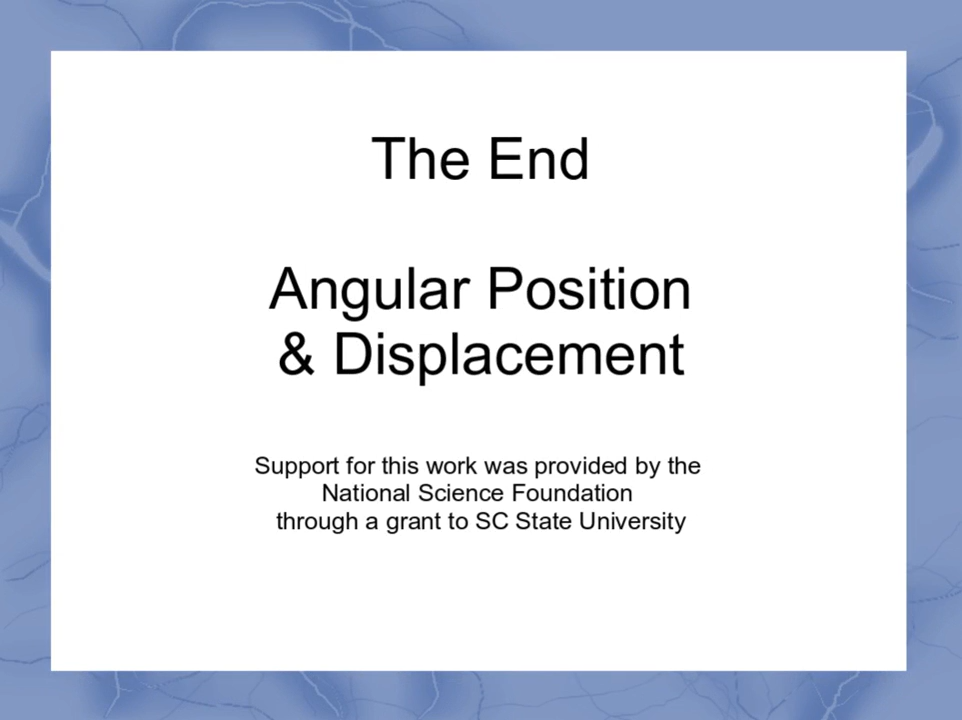 The End
Angular Position
& Displacement
Support for this work was provided by the
National Science Foundation
through a grant to SC State University